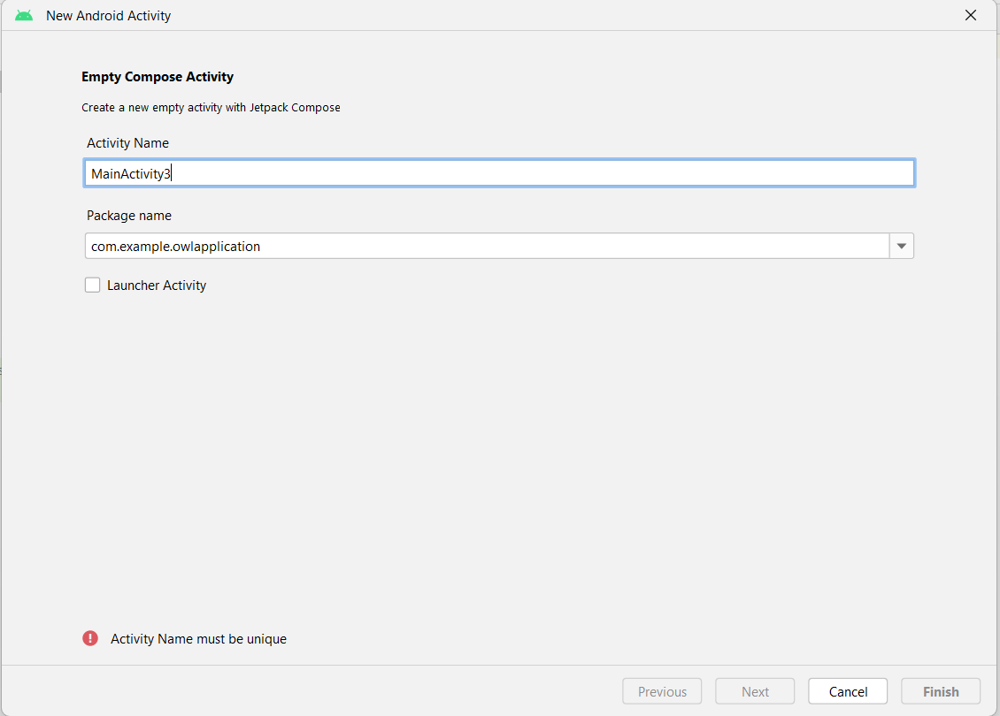 New Android Activity
Empty Compose Activity
Create a new empty activity with Jetpack Compose
Activity Name
MainActivity3
Package name
com.example.owlapplication
Launcher Activity
Activity Name must be unique
Previous Next Cancel Finish